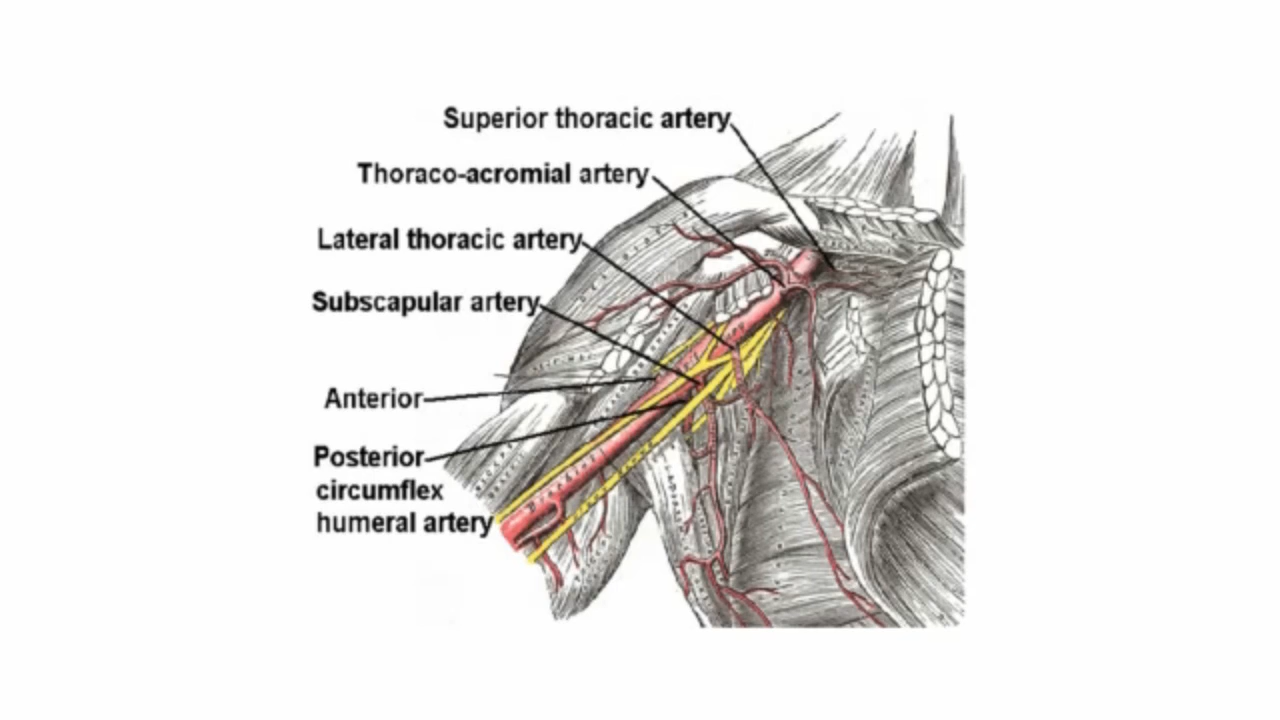 Superior thoracic artery
Thoraco-acromial artery
Lateral thoracic artery
Subscapular artery
Anterior
Posterior
circumflex
humeral artery